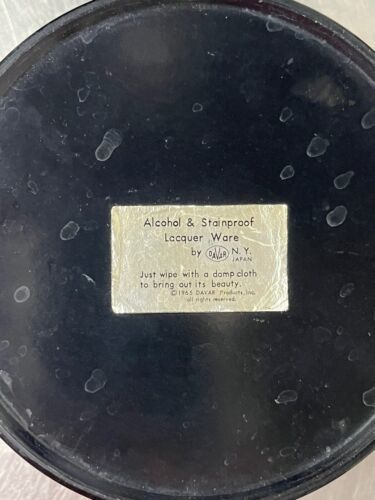 Alcohol & Stainproof
Lacquer Ware
by DAVAR N. Y.
JAPAN
Just wipe with a damp cloth
to bring out its beauty.
©1965 DAVAR Products, Inc.
all rights reserved.